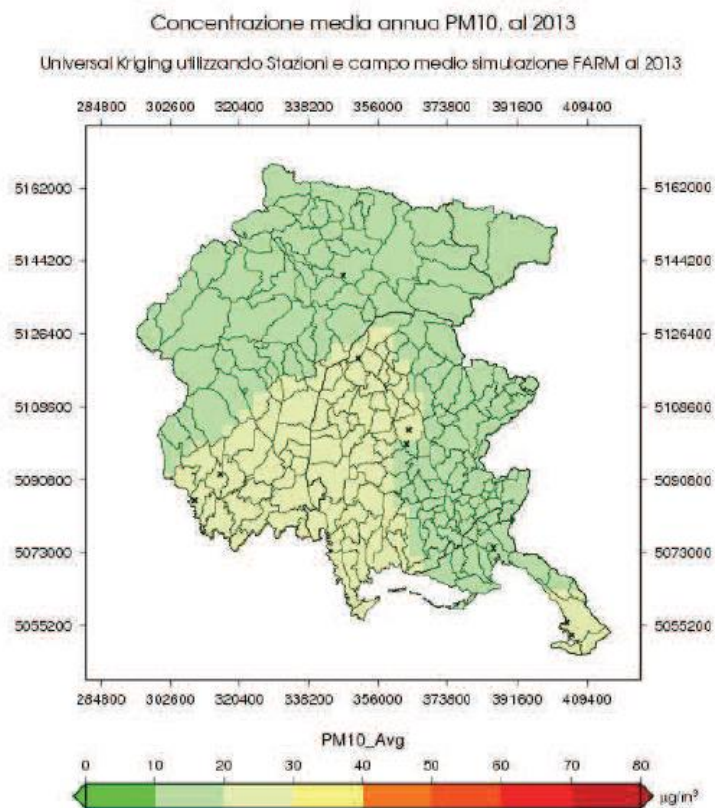 Concentrazione media annua PM10, al 2013
Universal Kriging utilizzando Stazioni e campo medio simulazione FARM al 2013
284800 302600 320400 338200 356000 373800 391600 409400
5162000 5162000
5144200 5144200
5126400 5126400
5109600 5108600
5090800 5090800
5073000 5073000
5055200 5055200
284800 302600 320400 338200 356000 373800 391600 409400
PM10_Avg
0 10 20 30 40 50 60 70 80
µg/m³